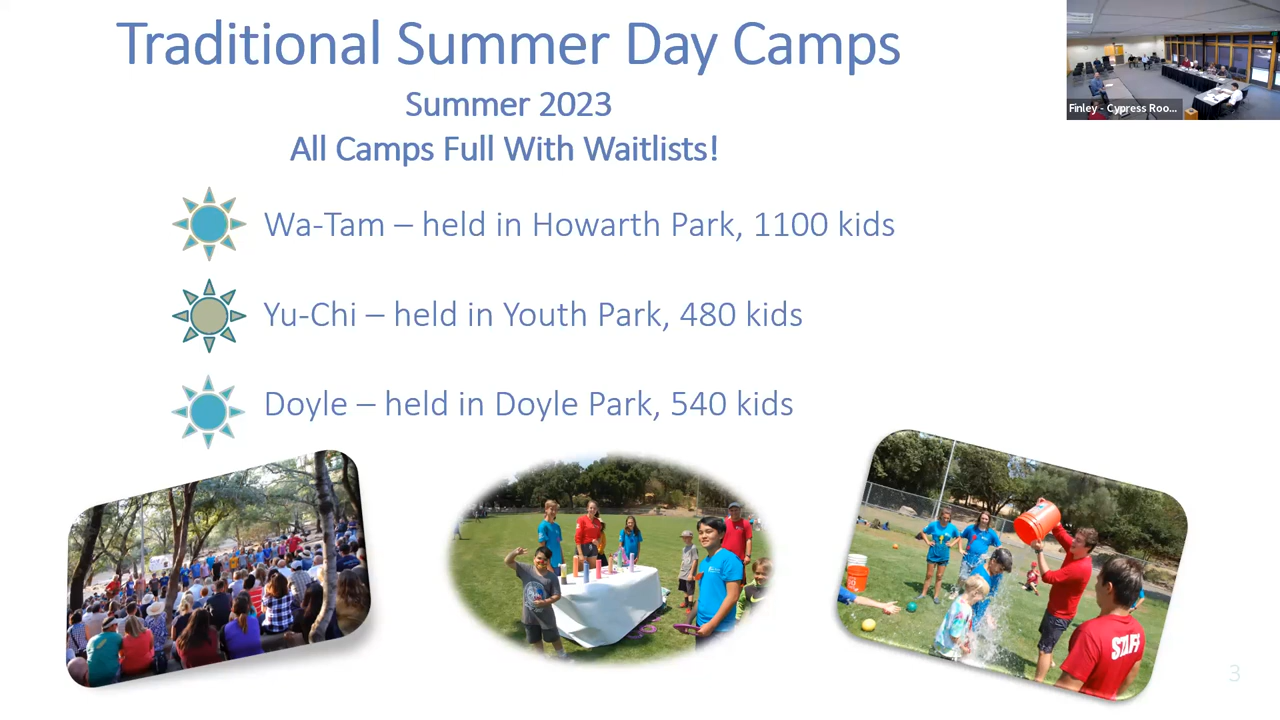 Traditional Summer Day Camps
Summer 2023
All Camps Full With Waitlists!
Finley - Cypress Roo...
Wa-Tam – held in Howarth Park, 1100 kids
Yu-Chi – held in Youth Park, 480 kids
Doyle – held in Doyle Park, 540 kids
STAFF
3